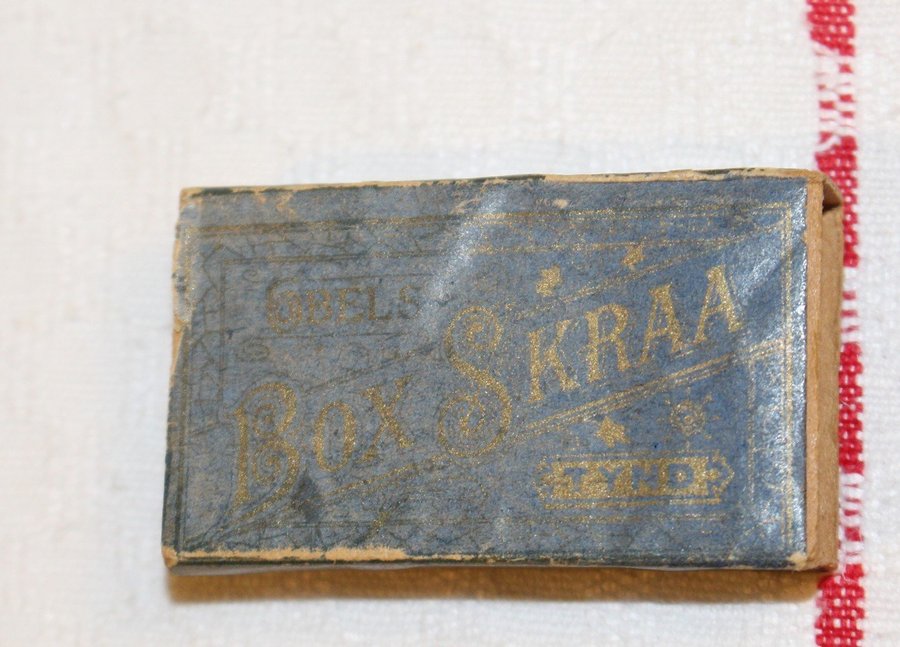 OBELS
BOX SKRAA
TYND.